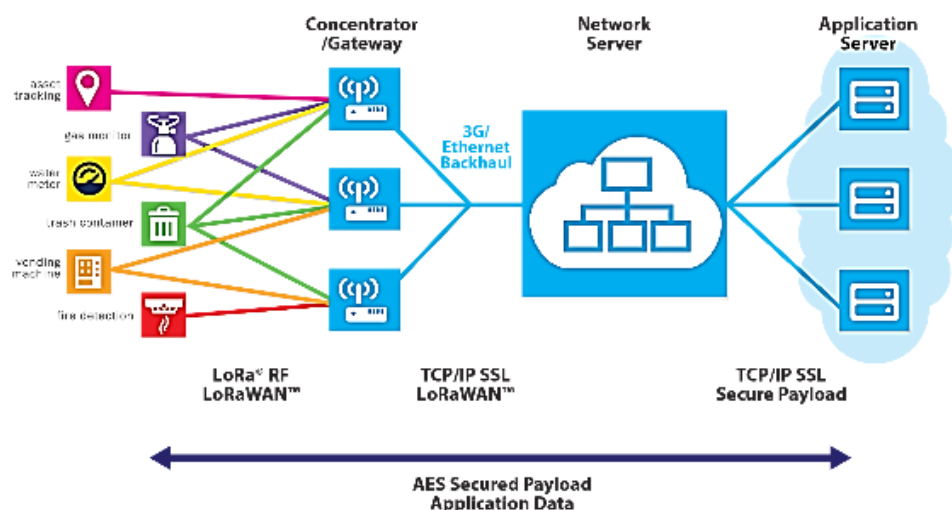 Concentrator
/Gateway
Network
Server
Application
Server
asset
tracking
gas monitor
water
meter
trash container
vending
machine
fire detection
3G/
Ethernet
Backhaul
LoRa® RF
LoRaWAN™
TCP/IP SSL
LoRaWAN™
TCP/IP SSL
Secure Payload
AES Secured Payload
Application Data